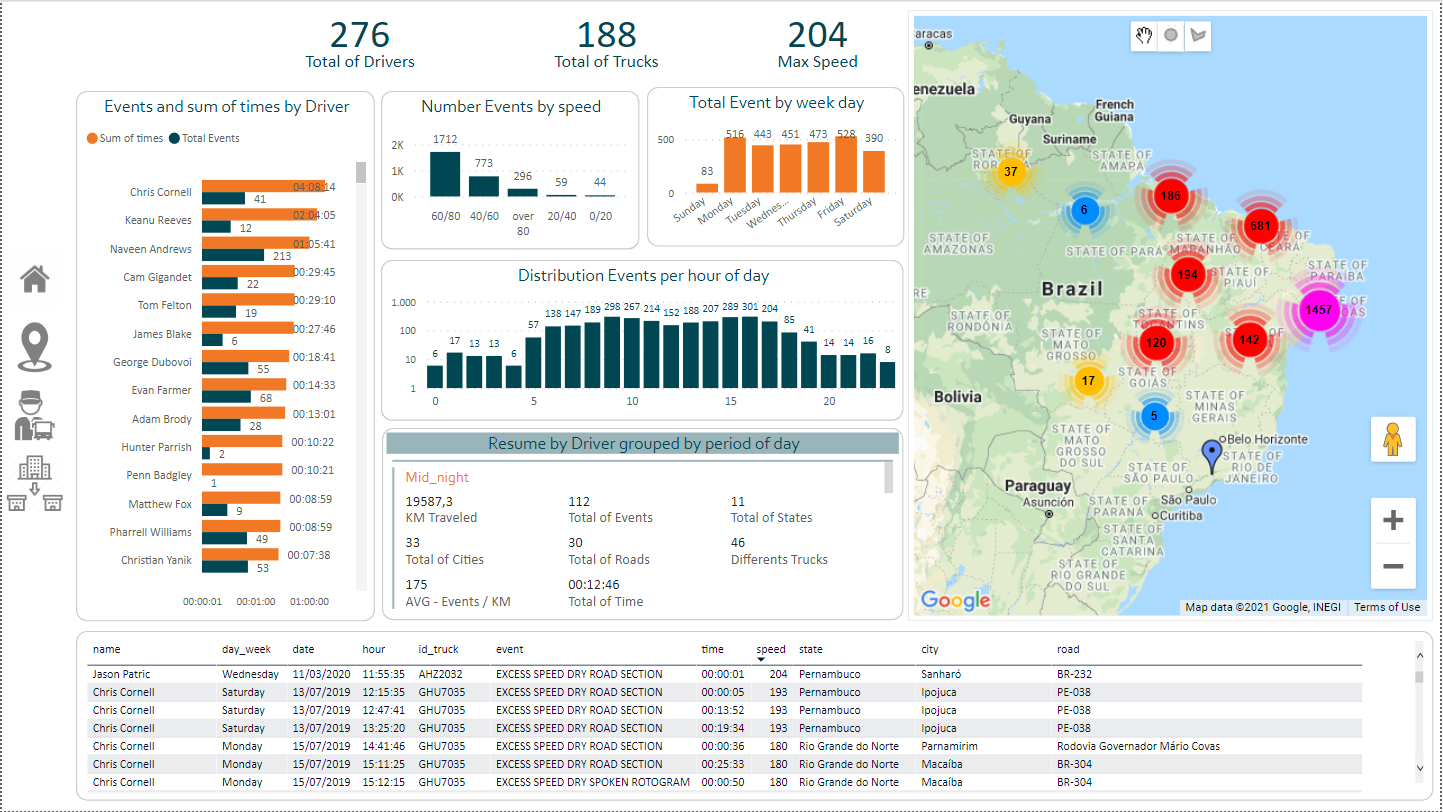 276
Total of Drivers
188
Total of Trucks
204
Max Speed
Events and sum of times by Driver
Sum of times Total Events
Chris Cornell 04:08:14 41
Keanu Reeves 02:04:05 12
Naveen Andrews 01:05:41 213
Cam Gigandet 00:29:45 22
Tom Felton 00:29:10 19
James Blake 00:27:46 6
George Dubovoi 00:18:41 55
Evan Farmer 00:14:33 68
Adam Brody 00:13:01 28
Hunter Parrish 00:10:22 2
Penn Badgley 00:10:21 1
Matthew Fox 00:08:59 9
Pharrell Williams 00:08:59 49
Christian Yanik 00:07:38 53
00:00:01 00:01:00 01:00:00
Number Events by speed
1712
773
296
59
44
2K
1K
0K
60/80 40/60 over 20/40 0/20
80
Total Event by week day
516 443 451 473 528 390
83
500
0
Sunday Monday Tuesday Wednes... Thursday Friday Saturday
Distribution Events per hour of day
1.000
100
10
1
6 17 13 13 6 57 138 147 189 298 267 214 152 188 207 289 301 204 85 41 14 14 16 8
0 5 10 15 20
Resume by Driver grouped by period of day
Mid_night
19587,3 112 11
KM Traveled Total of Events Total of States
33 30 46
Total of Cities Total of Roads Differents Trucks
175 00:12:46
AVG - Events / KM Total of Time
aracas
enezuela
Guyana
French
Guiana
Suriname
STATE OF
ROR
STATE OF
AMAPÁ
37
6
186
681
STATE OF
AMAZONAS
STATE OF PARÁ
STATE OF
MARANHÃO
OF
CEARÁ
194
STATE OF
PIAUÍ
STATE OF
PARAÍBA
Brazil
1457
OF
OAS
RE
STATE OF
RONDÔNIA
STATE OF
TOCANTINS
STATE OF
MATO
GROSSO
120
142
17
STATE OF
GOIÁS
Bolivia
5
STATE OF
MINAS
GERAIS
STATE OF
MATO
GROSSO
DO SUL
Belo Horizonte
STATE OF
RIO DE
JANEIRO
STATE OF
SÃO PAULO
São Paulo
Paraguay
Asunción
STATE OF
PARANÁ
Curitiba
STATE OF
SANTA
CATARINA
STATE OF
RIO GRANDE
DO SUL
Google
Map data ©2021 Google, INEGI Terms of Use
name day_week date hour id_truck event time speed state city road
Jason Patric Wednesday 11/03/2020 11:55:35 AHZ2032 EXCESS SPEED DRY ROAD SECTION 00:00:01 204 Pernambuco Sanharó BR-232
Chris Cornell Saturday 13/07/2019 12:15:35 GHU7035 EXCESS SPEED DRY ROAD SECTION 00:00:05 193 Pernambuco Ipojuca PE-038
Chris Cornell Saturday 13/07/2019 12:47:41 GHU7035 EXCESS SPEED DRY ROAD SECTION 00:13:52 193 Pernambuco Ipojuca PE-038
Chris Cornell Saturday 13/07/2019 13:25:20 GHU7035 EXCESS SPEED DRY ROAD SECTION 00:19:34 193 Pernambuco Ipojuca PE-038
Chris Cornell Monday 15/07/2019 14:41:46 GHU7035 EXCESS SPEED DRY ROAD SECTION 00:00:36 180 Rio Grande do Norte Parnamirim Rodovia Governador Mário Covas
Chris Cornell Monday 15/07/2019 15:11:25 GHU7035 EXCESS SPEED DRY ROAD SECTION 00:25:33 180 Rio Grande do Norte Macaíba BR-304
Chris Cornell Monday 15/07/2019 15:12:15 GHU7035 EXCESS SPEED DRY SPOKEN ROTOGRAM 00:00:50 180 Rio Grande do Norte Macaíba BR-304